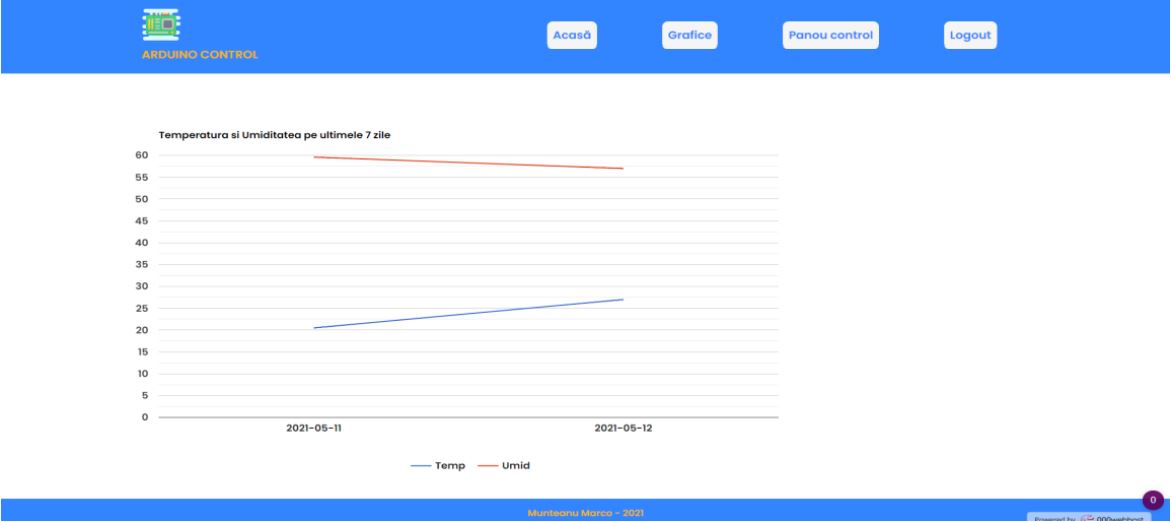 ARDUINO CONTROL
Acasă Grafice Panou control Logout
Temperatura si Umiditatea pe ultimele 7 zile
60
55
50
45
40
35
30
25
20
15
10
5
0
2021-05-11 2021-05-12
Temp Umid
0
Munteanu Marco - 2021
Powered by 000webhost